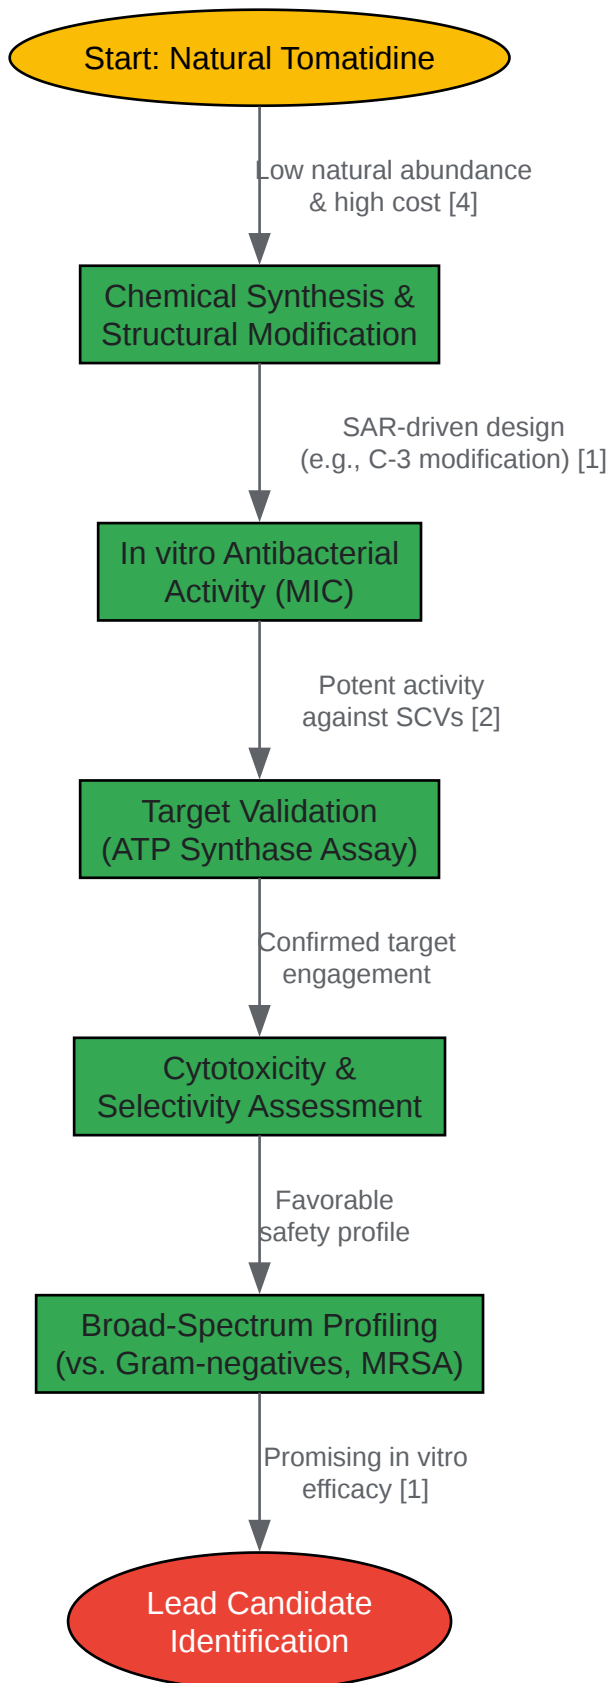 Start: Natural Tomatidine
Low natural abundance
& high cost [4]
Chemical Synthesis &
Structural Modification
SAR-driven design
(e.g., C-3 modification) [1]
In vitro Antibacterial
Activity (MIC)
Potent activity
against SCVs [2]
Target Validation
(ATP Synthase Assay)
Confirmed target
engagement
Cytotoxicity &
Selectivity Assessment
Favorable
safety profile
Broad-Spectrum Profiling
(vs. Gram-negatives, MRSA)
Promising in vitro
efficacy [1]
Lead Candidate
Identification